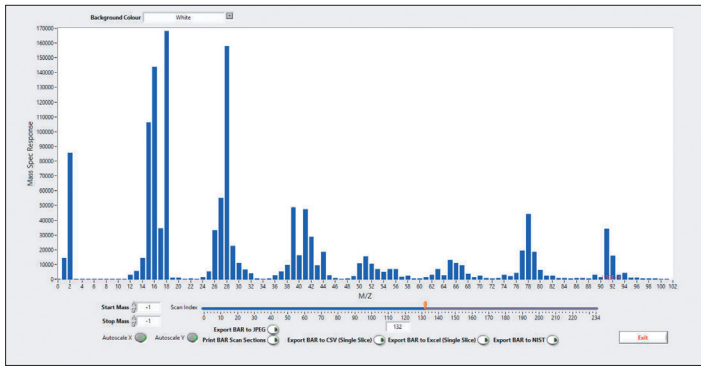 Background Colour White
170000
160000
150000
140000
130000
120000
110000
100000
90000
80000
70000
60000
50000
40000
30000
20000
10000
0
Mass Spec Response
0 2 4 6 8 10 12 14 16 18 20 22 24 26 28 30 32 34 36 38 40 42 44 46 48 50 52 54 56 58 60 62 64 66 68 70 72 74 76 78 80 82 84 86 88 90 92 94 96 98 100 102
M/Z
Start Mass -1 Scan Index
0 10 20 30 40 50 60 70 80 90 100 110 120 130 140 150 160 170 180 190 200 210 220 234
Stop Mass -1
132
Export BAR to JPEG
Autoscale X Autoscale Y Print BAR Scan Sections Export BAR to CSV (Single Slice) Export BAR to Excel (Single Slice) Export BAR to NIST
Exit